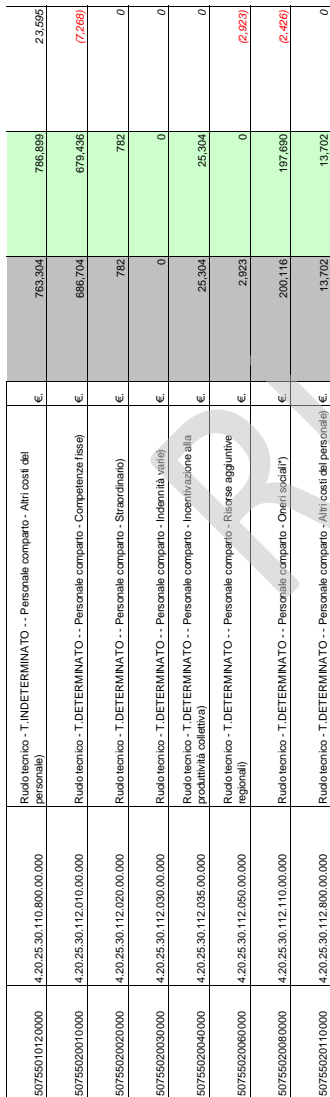 50755010120000 4.20.25.30.110.800.00.000 Ruolo tecnico - T.INDETERMINATO - - Personale comparto - Altri costi del personale) €. 763,304 786,899 23,595
50755020010000 4.20.25.30.112.010.00.000 Ruolo tecnico - T.DETERMINATO - - Personale comparto - Competenze fisse) €. 686,704 679,436 (7,268)
50755020020000 4.20.25.30.112.020.00.000 Ruolo tecnico - T.DETERMINATO - - Personale comparto - Straordinario) €. 782 782 0
50755020030000 4.20.25.30.112.030.00.000 Ruolo tecnico - T.DETERMINATO - - Personale comparto - Indennità varie) €. 0 0 0
50755020040000 4.20.25.30.112.035.00.000 Ruolo tecnico - T.DETERMINATO - - Personale comparto - Incentivazione alla produttività collettiva) €. 25,304 25,304 0
50755020060000 4.20.25.30.112.050.00.000 Ruolo tecnico - T.DETERMINATO - - Personale comparto - Risorse aggiuntive regionali) €. 2,923 0 (2,923)
50755020080000 4.20.25.30.112.110.00.000 Ruolo tecnico - T.DETERMINATO - - Personale comparto - Oneri sociali*) €. 200,116 197,690 (2,426)
50755020110000 4.20.25.30.112.800.00.000 Ruolo tecnico - T.DETERMINATO - - Personale comparto - Altri costi del personale) €. 13,702 13,702 0